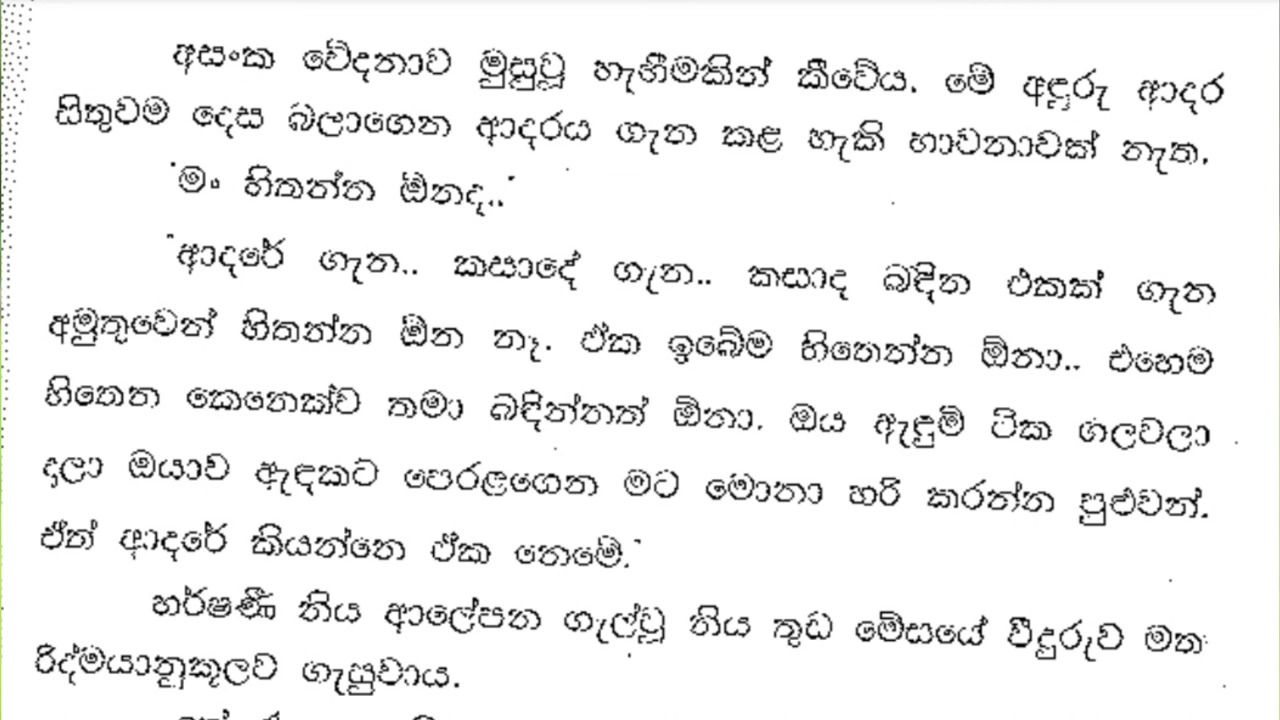 අසංක වේදනාව මුසුවූ හැඟීමකින් කීවේය. මේ අඳුරු ආදර
සිතුවම දෙස බලාගෙන ආදරය ගැන කළ හැකි භාවනාවක් නැත.
"මං හිතන්න ඕනද.."
"ආදරේ ගැන.. කසාදේ ගැන.. කසාද බඳින එකක් ගැන
අමුතුවෙන් හිතන්න ඕන නෑ. ඒක ඉබේම හිතෙන්න ඕනා.. එහෙම
හිතෙන කෙනෙක්ව තමා බඳින්නත් ඕනා. ඔය ඇඳුම් ටික ගලවලා
දාලා ඔයාව ඇඳකට පෙරළගෙන මට මොනා හරි කරන්න පුළුවන්.
ඒත් ආදරේ කියන්නෙ ඒක නෙමේ."
හර්ෂණී නිය ආලේපන ගැල්වූ නිය තුඩ මේසයේ වීදුරුව මත
රිද්මයානුකූලව ගැසුවාය.